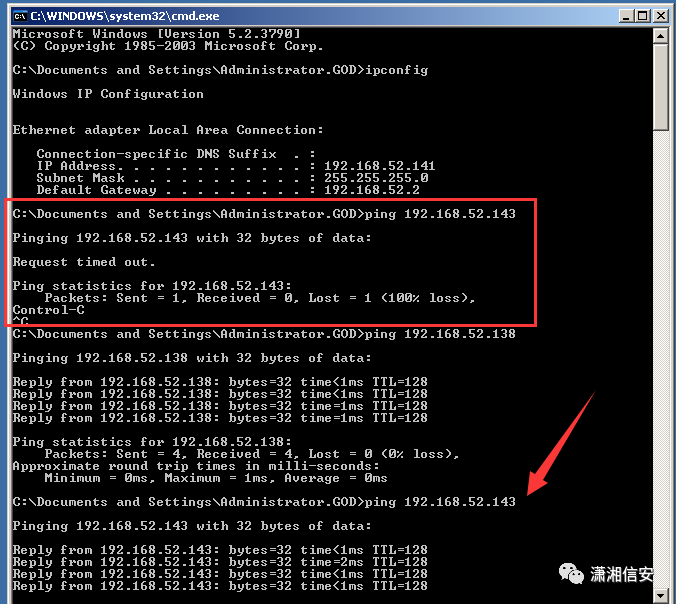 C:\WINDOWS\system32\cmd.exe
Microsoft Windows [Version 5.2.3790]
(C) Copyright 1985-2003 Microsoft Corp.
C:\Documents and Settings\Administrator.GOD>ipconfig
Windows IP Configuration
Ethernet adapter Local Area Connection:
Connection-specific DNS Suffix  . :
IP Address. . . . . . . . . . . . : 192.168.52.141
Subnet Mask . . . . . . . . . . . : 255.255.255.0
Default Gateway . . . . . . . . . : 192.168.52.2
C:\Documents and Settings\Administrator.GOD>ping 192.168.52.143
Pinging 192.168.52.143 with 32 bytes of data:
Request timed out.
Ping statistics for 192.168.52.143:
Packets: Sent = 1, Received = 0, Lost = 1 (100% loss),
Control-C
^C
C:\Documents and Settings\Administrator.GOD>ping 192.168.52.138
Pinging 192.168.52.138 with 32 bytes of data:
Reply from 192.168.52.138: bytes=32 time<1ms TTL=128
Reply from 192.168.52.138: bytes=32 time<1ms TTL=128
Reply from 192.168.52.138: bytes=32 time=1ms TTL=128
Reply from 192.168.52.138: bytes=32 time=1ms TTL=128
Ping statistics for 192.168.52.138:
Packets: Sent = 4, Received = 4, Lost = 0 (0% loss),
Approximate round trip times in milli-seconds:
Minimum = 0ms, Maximum = 1ms, Average = 0ms
C:\Documents and Settings\Administrator.GOD>ping 192.168.52.143
Pinging 192.168.52.143 with 32 bytes of data:
Reply from 192.168.52.143: bytes=32 time<1ms TTL=128
Reply from 192.168.52.143: bytes=32 time=2ms TTL=128
Reply from 192.168.52.143: bytes=32 time<1ms TTL=128
Reply from 192.168.52.143: bytes=32 time<1ms TTL=128
潇湘信安